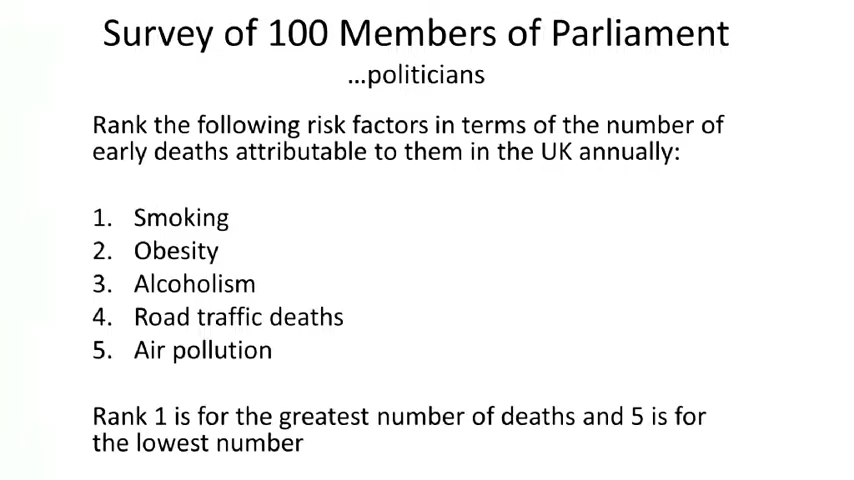 Survey of 100 Members of Parliament
...politicians
Rank the following risk factors in terms of the number of
early deaths attributable to them in the UK annually:
1. Smoking
2. Obesity
3. Alcoholism
4. Road traffic deaths
5. Air pollution
Rank 1 is for the greatest number of deaths and 5 is for
the lowest number